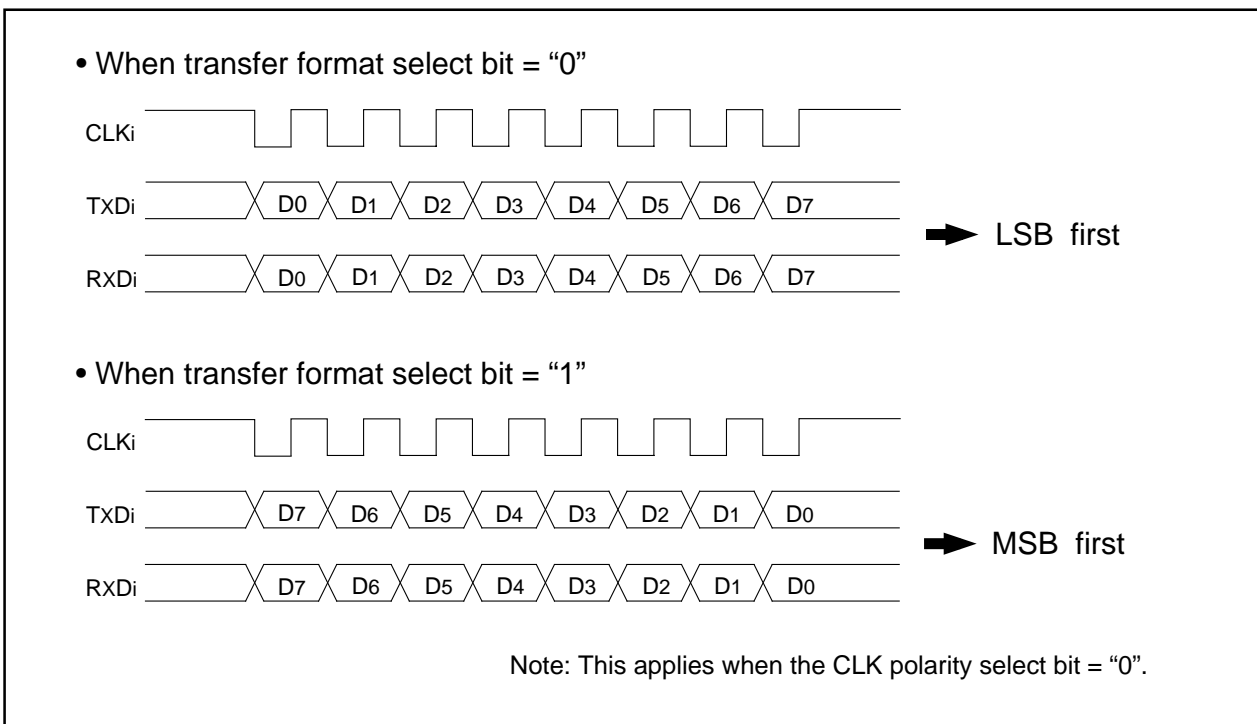 • When transfer format select bit = “0”
CLKi
TXDi D0 D1 D2 D3 D4 D5 D6 D7
RXDi D0 D1 D2 D3 D4 D5 D6 D7
LSB first
• When transfer format select bit = “1”
CLKi
TXDi D7 D6 D5 D4 D3 D2 D1 D0
RXDi D7 D6 D5 D4 D3 D2 D1 D0
MSB first
Note: This applies when the CLK polarity select bit = “0”.